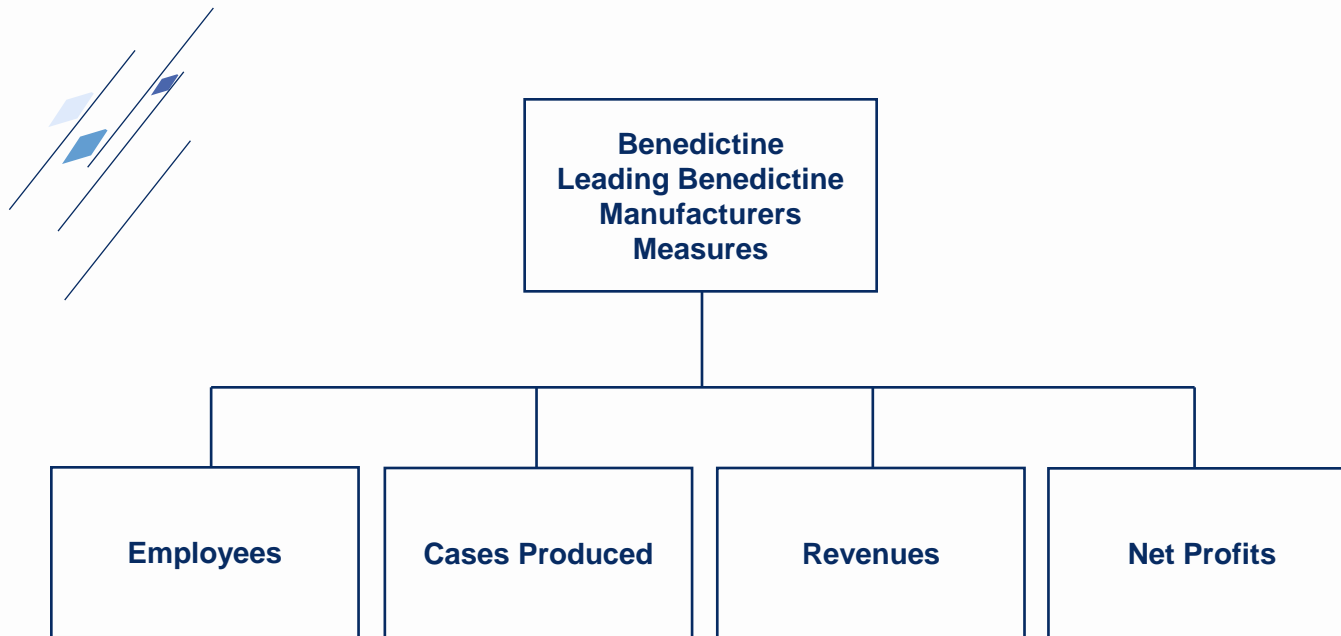 Benedictine
Leading Benedictine
Manufacturers
Measures
Employees
Cases Produced
Revenues
Net Profits